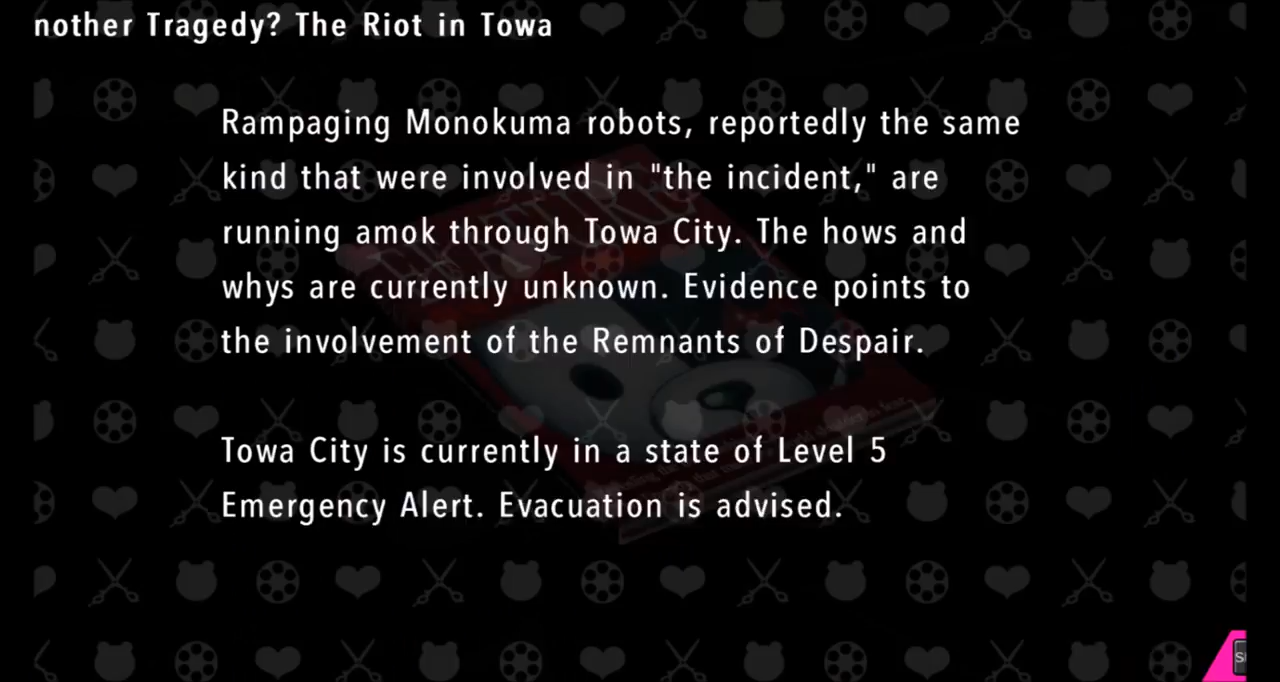 nother Tragedy? The Riot in Towa
Rampaging Monokuma robots, reportedly the same
kind that were involved in "the incident," are
running amok through Towa City. The hows and
whys are currently unknown. Evidence points to
the involvement of the Remnants of Despair.
Towa City is currently in a state of Level 5
Emergency Alert. Evacuation is advised.